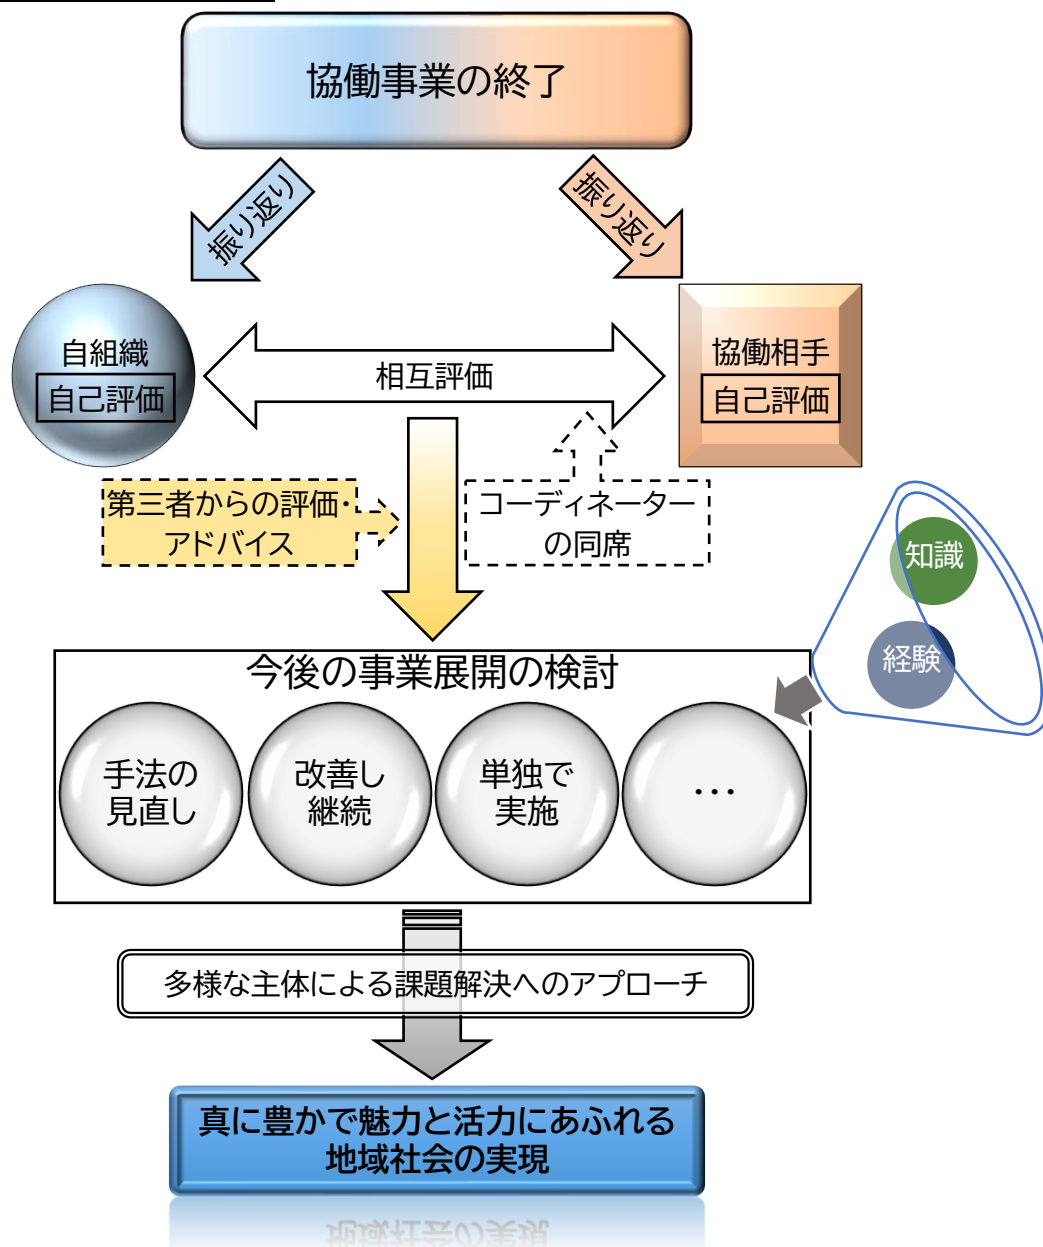 協働事業の終了
振り返り
振り返り
自組織
自己評価
相互評価
協働相手
自己評価
第三者からの評価・
アドバイス
コーディネーター
の同席
知識
経験
今後の事業展開の検討
手法の
見直し
改善し
継続
単独で
実施
…
多様な主体による課題解決へのアプローチ
真に豊かで魅力と活力にあふれる
地域社会の実現